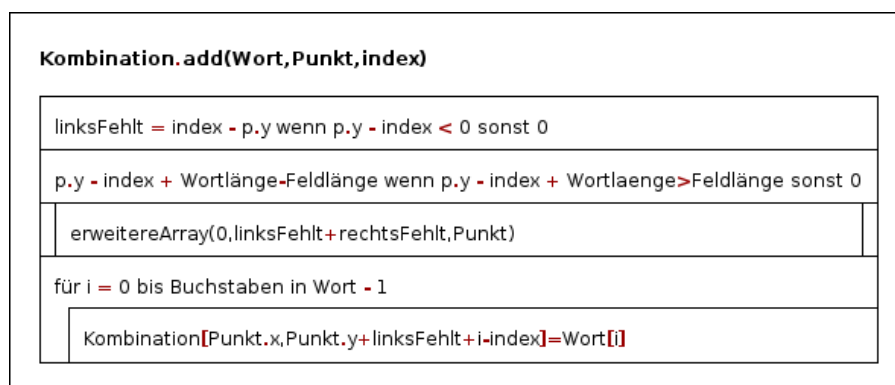 Kombination.add(Wort,Punkt,index)
linksFehlt = index - p.y wenn p.y - index < 0 sonst 0
p.y - index + Wortlänge-Feldlänge wenn p.y - index + Wortlaenge>Feldlänge sonst 0
erweitereArray(0,linksFehlt+rechtsFehlt,Punkt)
für i = 0 bis Buchstaben in Wort - 1
Kombination[Punkt.x,Punkt.y+linksFehlt+i-index]=Wort[i]